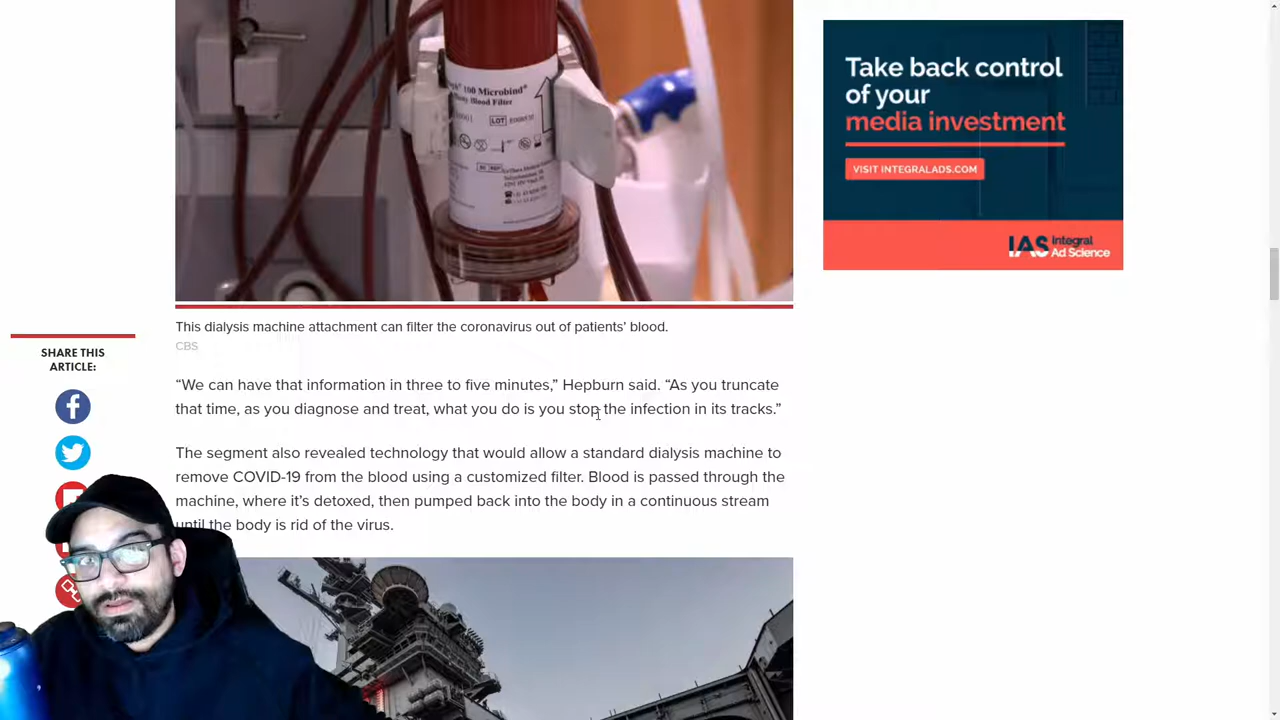 100 Microbind®
Blood Filter
LOT
Take back control
of your
media investment
VISIT INTEGRALADS.COM
IAS Integral
Ad Science
This dialysis machine attachment can filter the coronavirus out of patients’ blood.
CBS
SHARE THIS
ARTICLE:
“We can have that information in three to five minutes,” Hepburn said. “As you truncate
that time, as you diagnose and treat, what you do is you stop the infection in its tracks.”
The segment also revealed technology that would allow a standard dialysis machine to
remove COVID-19 from the blood using a customized filter. Blood is passed through the
machine, where it’s detoxed, then pumped back into the body in a continuous stream
until the body is rid of the virus.